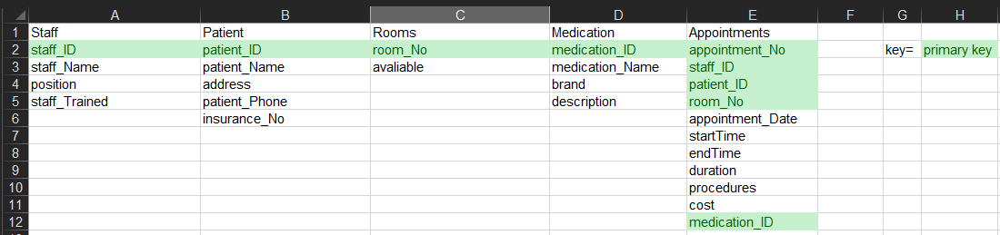 A B C D E F G H
1 Staff Patient Rooms Medication Appointments
2 staff_ID patient_ID room_No medication_ID appointment_No key= primary key
3 staff_Name patient_Name avaliable medication_Name staff_ID
4 position address brand patient_ID
5 staff_Trained patient_Phone description room_No
6 insurance_No appointment_Date
7 startTime
8 endTime
9 duration
10 procedures
11 cost
12 medication_ID